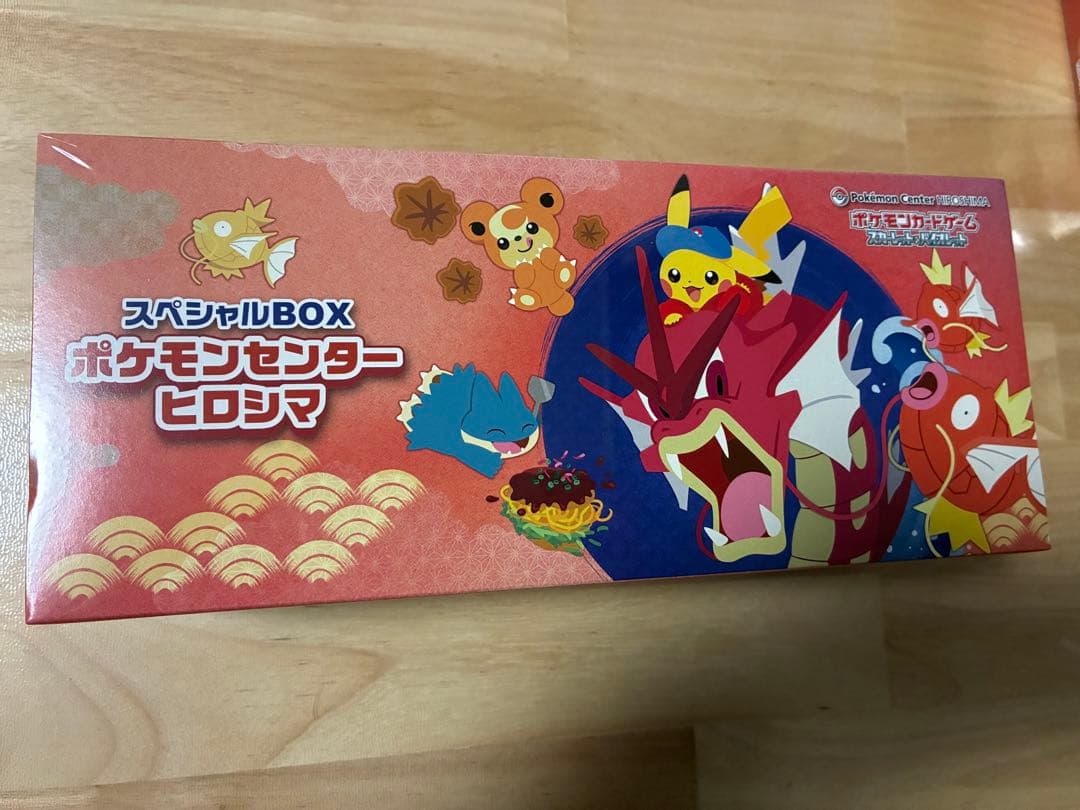 スペシャルBOX
ポケモンセンター
ヒロシマ
Pokémon Center HIROSHIMA
ポケモンカードゲーム
スカーレット&バイオレット